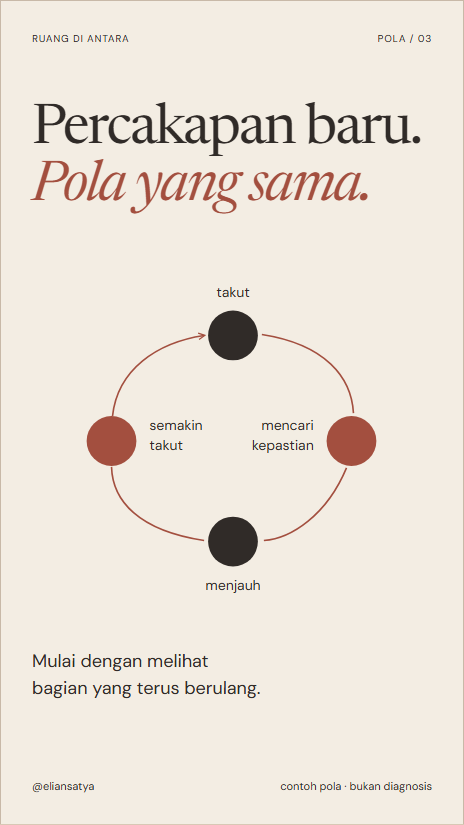 RUANG DI ANTARA
POLA / 03
Percakapan baru.
Pola yang sama.
takut
semakin
takut
mencari
kepastian
menjauh
Mulai dengan melihat
bagian yang terus berulang.
@eliansatya
contoh pola · bukan diagnosis